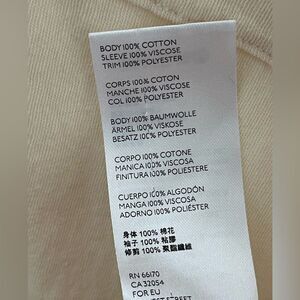 BODY 100% COTTON
SLEEVE 100% VISCOSE
TRIM 100% POLYESTER
CORPS 100% COTON
MANCHE 100% VISCOSE
COL 100% POLYESTER
BODY 100% BAUMWOLLE
ÄRMEL 100% VISKOSE
BESATZ 100% POLYESTER
CORPO 100% COTONE
MANICA 100% VISCOSA
FINITURA 100% POLIESTERE
CUERPO 100% ALGODÓN
MANGA 100% VISCOSA
ADORNO 100% POLIÉSTER
身体 100% 棉花
袖子 100% 粘膠
修剪 100% 聚酯纖維
RN 66170
CA 32054
FOR EU
STREET